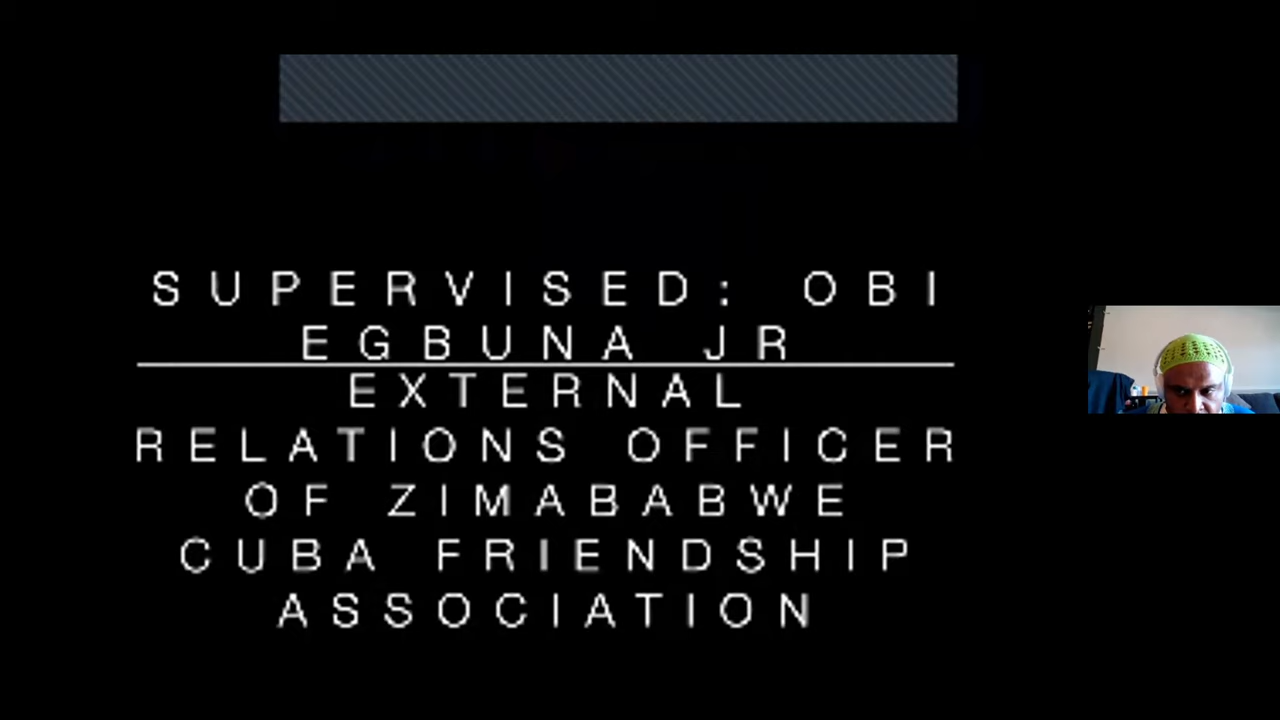 SUPERVISED: OBI
EGBUNA JR
EXTERNAL
RELATIONS OFFICER
OF ZIMABABWE
CUBA FRIENDSHIP
ASSOCIATION